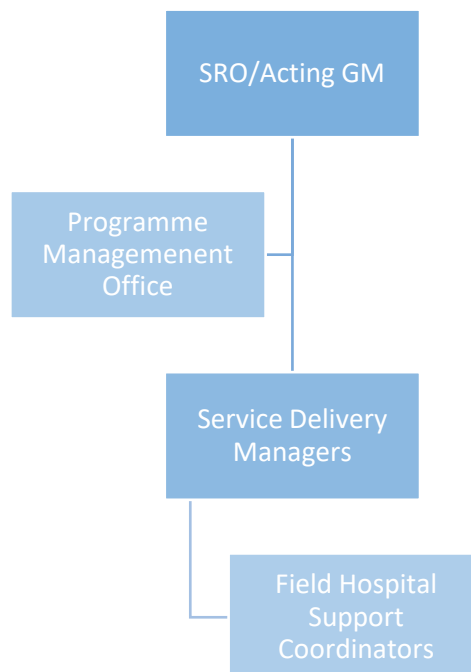 SRO/Acting GM
Programme
Managemenent
Office
Service Delivery
Managers
Field Hospital
Support
Coordinators